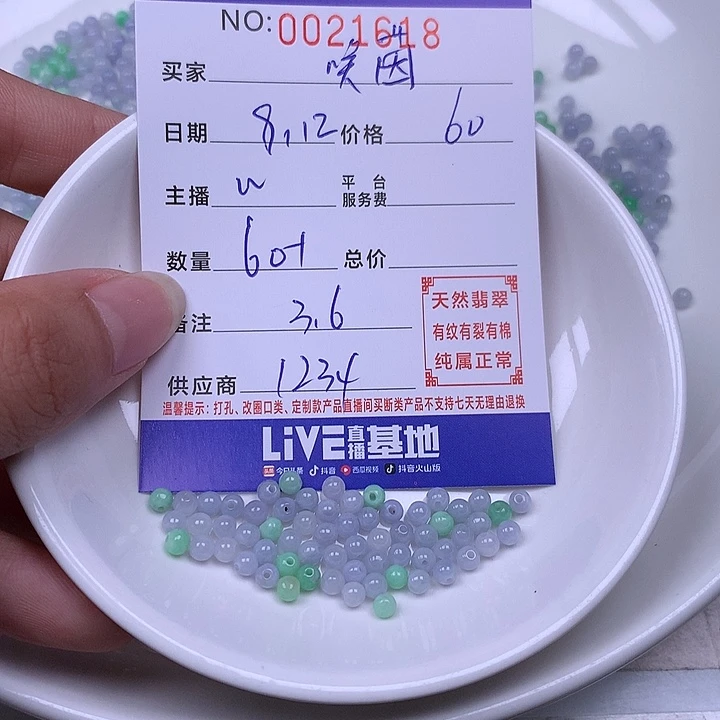 NO: 0021618
买家
日期 8.12 价格 60
主播 平台服务费
数量 60+ 总价
备注 3.6
天然翡翠
有纹有裂有棉
纯属正常
供应商 1234
温馨提示：打孔、改圈口类、定制款产品直播间买断类产品不支持七天无理由退换
LiVE直播基地
今日头条 抖音 西瓜视频 抖音火山版